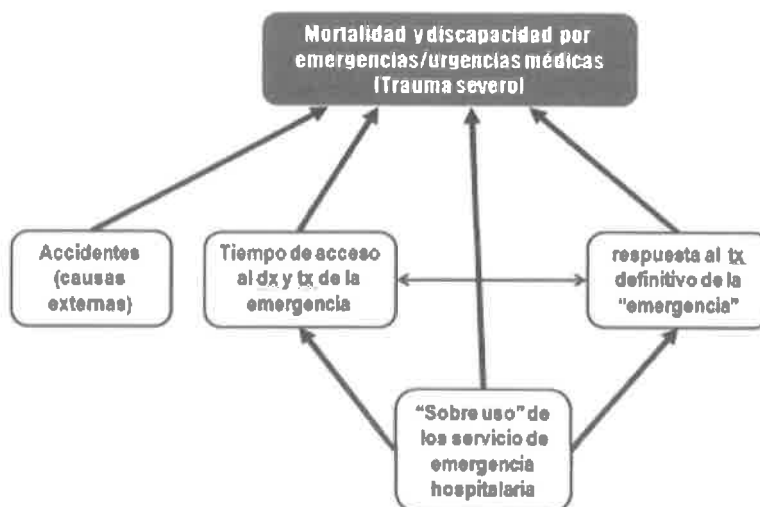 Mortalidad y discapacidad por
emergencias/urgencias médicas
(Trauma severo)
Accidentes
(causas
externas)
Tiempo de acceso
al dx y tx de la
emergencia
respuesta al tx
definitivo de la
"emergencia"
"Sobre uso" de
los servicio de
emergencia
hospitalaria